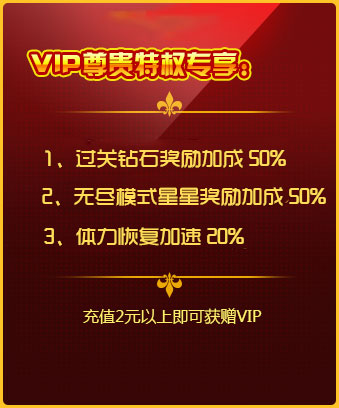 VIP尊贵特权专享：
1、过关钻石奖励加成 50%
2、无尽模式星星奖励加成 50%
3、体力恢复加速 20%
充值2元以上即可获赠VIP